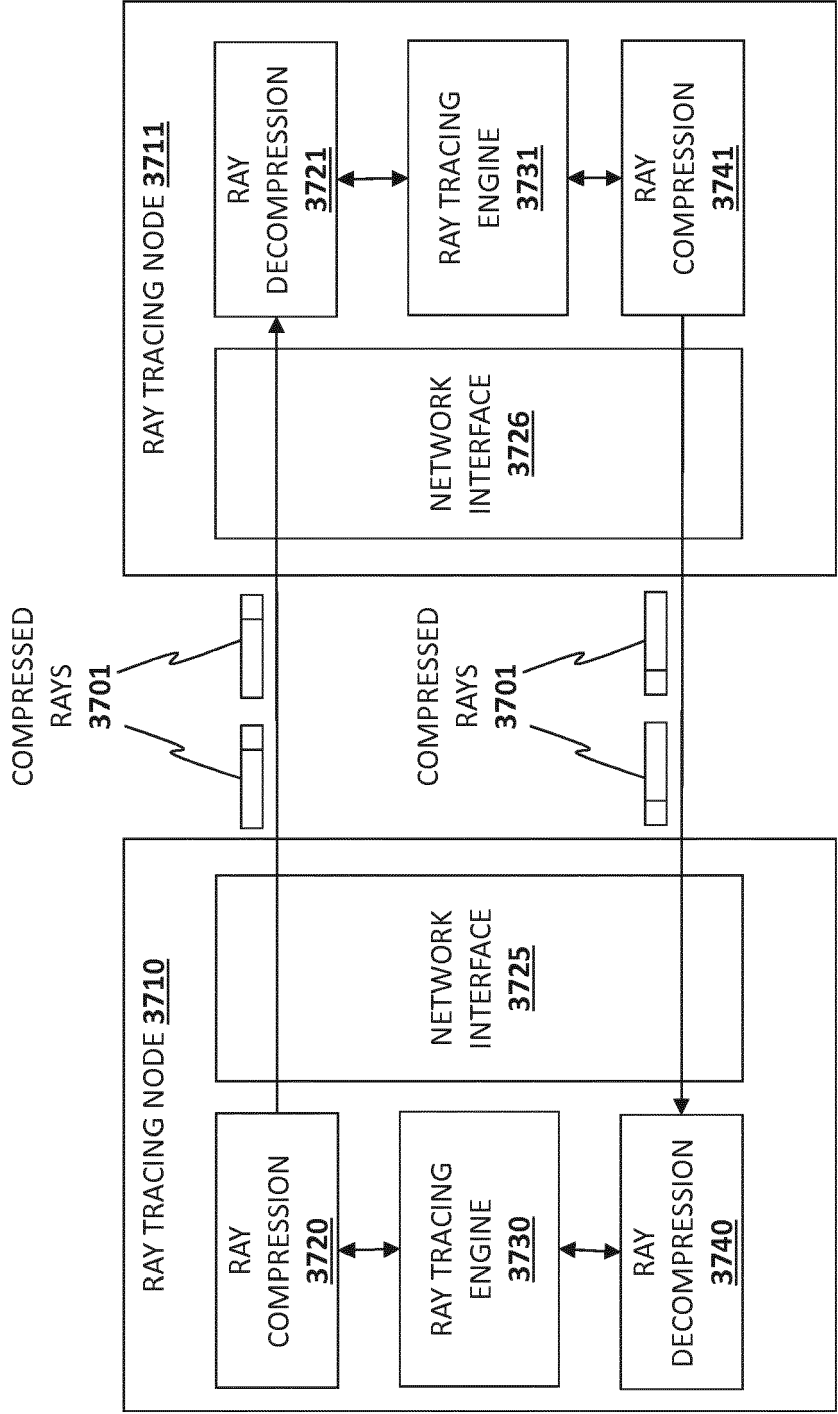 COMPRESSED
RAYS
3701
COMPRESSED
RAYS
3701
RAY TRACING NODE 3710
RAY
COMPRESSION
3720
RAY TRACING
ENGINE
3730
RAY
DECOMPRESSION
3740
NETWORK
INTERFACE
3725
RAY TRACING NODE 3711
NETWORK
INTERFACE
3726
RAY
DECOMPRESSION
3721
RAY TRACING
ENGINE
3731
RAY
COMPRESSION
3741